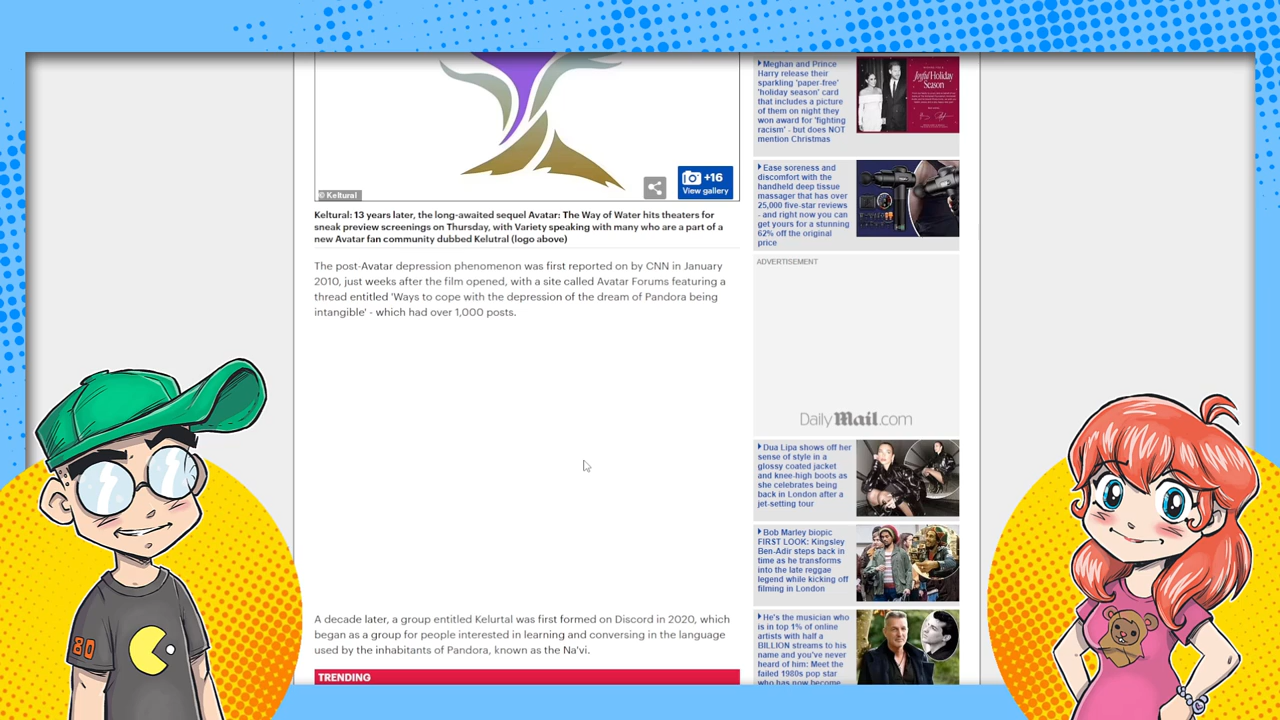 © Keltural
+16
View gallery
Keltural: 13 years later, the long-awaited sequel Avatar: The Way of Water hits theaters for
sneak preview screenings on Thursday, with Variety speaking with many who are a part of a
new Avatar fan community dubbed Kelutral (logo above)
The post-Avatar depression phenomenon was first reported on by CNN in January
2010, just weeks after the film opened, with a site called Avatar Forums featuring a
thread entitled 'Ways to cope with the depression of the dream of Pandora being
intangible' - which had over 1,000 posts.
A decade later, a group entitled Kelurtal was first formed on Discord in 2020, which
began as a group for people interested in learning and conversing in the language
used by the inhabitants of Pandora, known as the Na'vi.
TRENDING
Meghan and Prince
Harry release their
sparkling 'paper-free'
'holiday season' card
that includes a picture
of them on night they
won award for 'fighting
racism' - but does NOT
mention Christmas
Joyful Holiday
Season
Ease soreness and
discomfort with the
handheld deep tissue
massager that has over
25,000 five-star reviews
- and right now you can
get yours for a stunning
62% off the original
price
ADVERTISEMENT
DailyMail.com
Dua Lipa shows off her
sense of style in a
glossy coated jacket
and knee-high boots as
she celebrates being
back in London after a
jet-setting tour
Bob Marley biopic
FIRST LOOK: Kingsley
Ben-Adir steps back in
time as he transforms
into the late reggae
legend while kicking off
filming in London
He's the musician who
is in top 1% of online
artists with half a
BILLION streams to his
name and you've never
heard of him: Meet the
failed 1980s pop star
who has now become
80